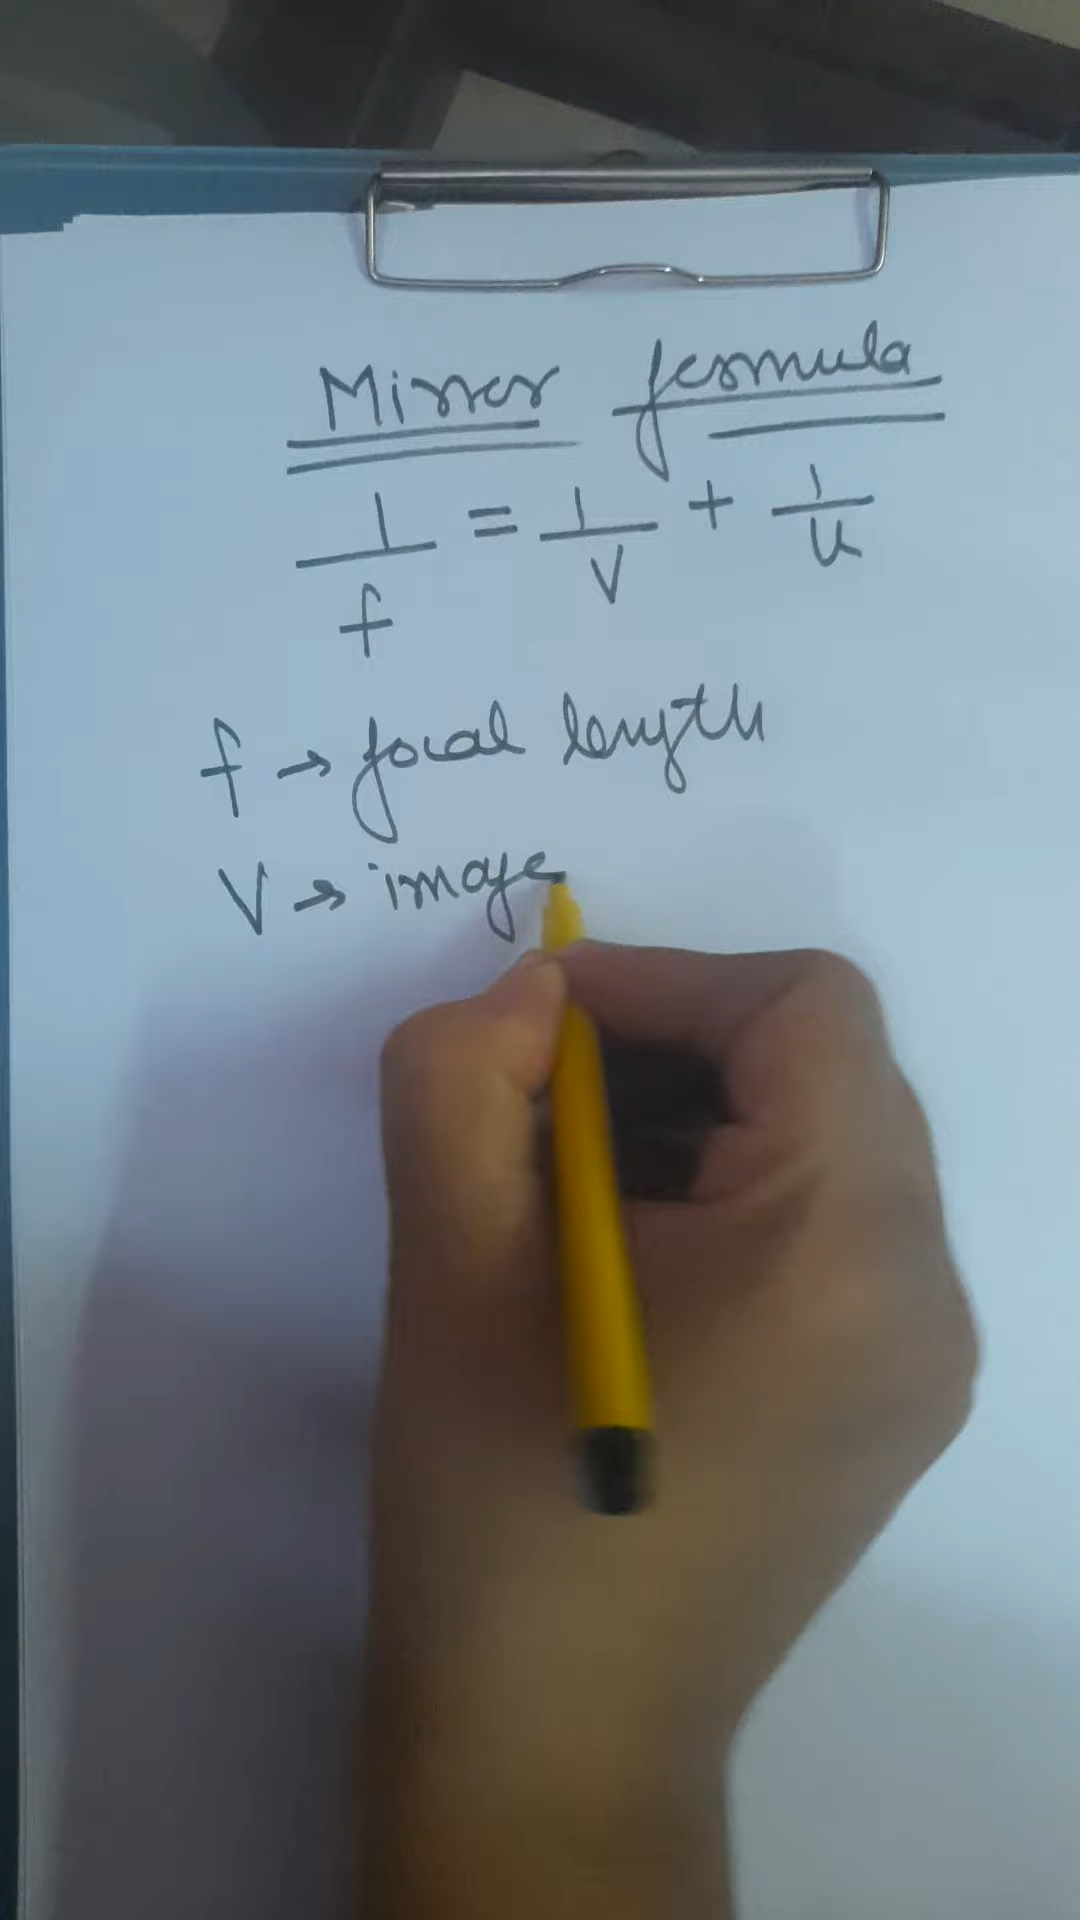 Mirror formula
1/f = 1/v + 1/u
f → focal length
V → image